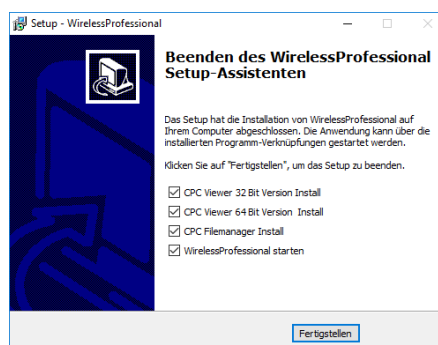 Setup - WirelessProfessional
Beenden des WirelessProfessional
Setup-Assistenten
Das Setup hat die Installation von WirelessProfessional auf
Ihrem Computer abgeschlossen. Die Anwendung kann über die
installierten Programm-Verknüpfungen gestartet werden.
Klicken Sie auf "Fertigstellen", um das Setup zu beenden.
CPC Viewer 32 Bit Version Install
CPC Viewer 64 Bit Version Install
CPC Filemanager Install
WirelessProfessional starten
Fertigstellen